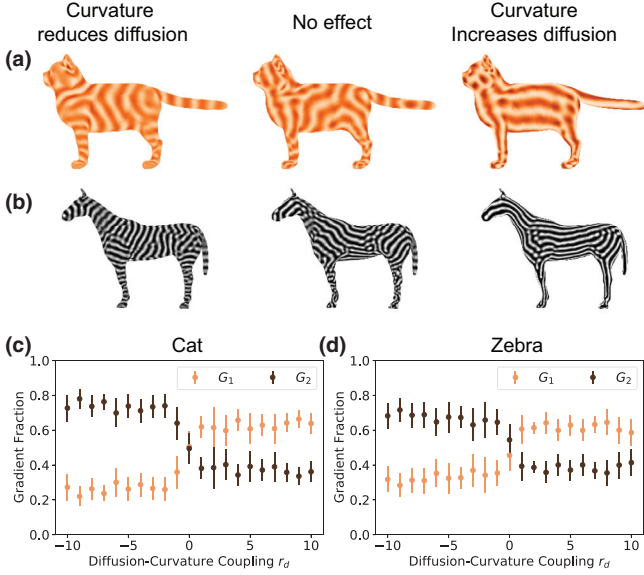 Curvature
reduces diffusion
No effect
Curvature
Increases diffusion
(a)
(b)
(c)
Cat
(d)
Zebra
1.0
0.8
0.6
0.4
0.2
0.0
Gradient Fraction
G1
G2
−10
−5
0
5
10
Diffusion-Curvature Coupling rd
1.0
0.8
0.6
0.4
0.2
0.0
Gradient Fraction
G1
G2
−10
−5
0
5
10
Diffusion-Curvature Coupling rd